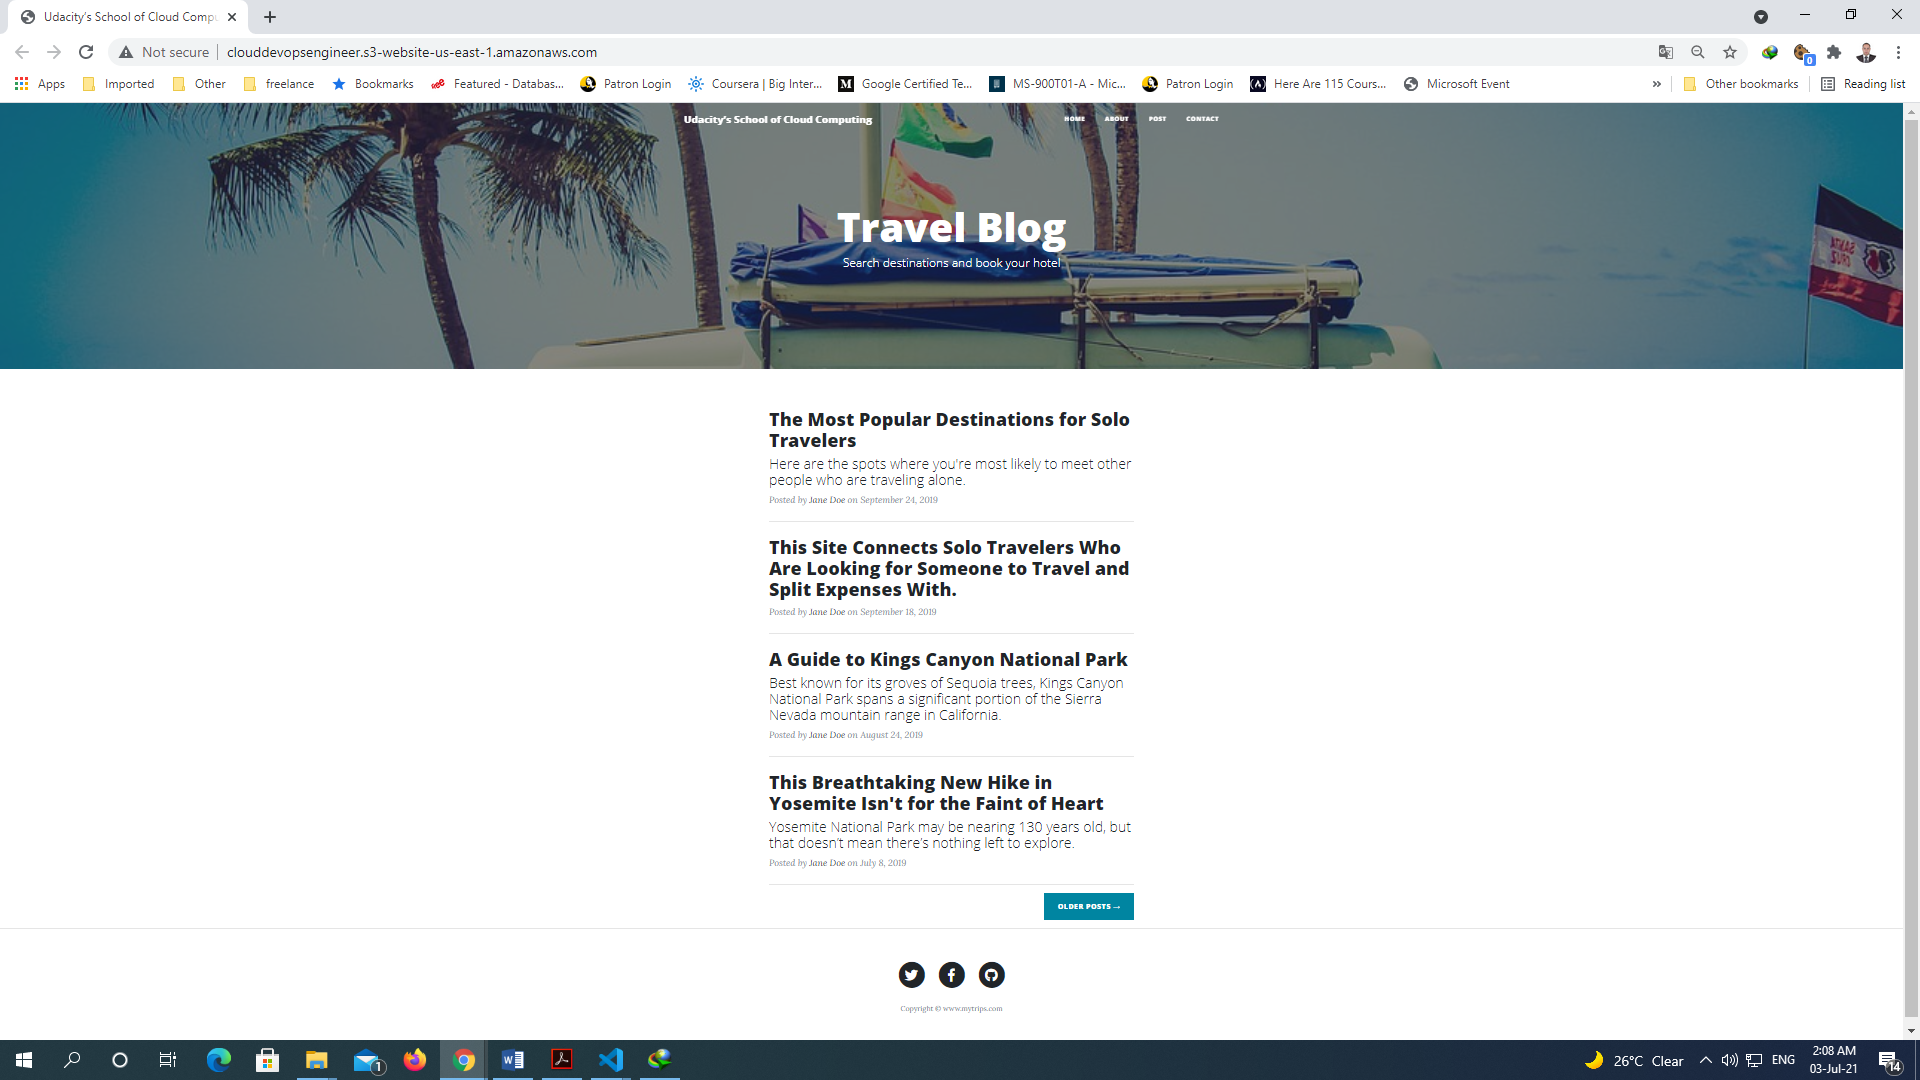 Udacity's School of Cloud Compu
Not secure
clouddevopsengineer.s3-website-us-east-1.amazonaws.com
0
Apps
Imported
Other
freelance
Bookmarks
Featured - Databas...
Patron Login
Coursera | Big Inter...
M
Google Certified Te...
MS-900T01-A - Mic...
Patron Login
Here Are 115 Cours...
Microsoft Event
»
Other bookmarks
Reading list
Udacity's School of Cloud Computing
HOME
ABOUT
POST
CONTACT
Travel Blog
Search destinations and book your hotel
The Most Popular Destinations for Solo
Travelers
Here are the spots where you're most likely to meet other
people who are traveling alone.
Posted by Jane Doe on September 24, 2019
This Site Connects Solo Travelers Who
Are Looking for Someone to Travel and
Split Expenses With.
Posted by Jane Doe on September 18, 2019
A Guide to Kings Canyon National Park
Best known for its groves of Sequoia trees, Kings Canyon
National Park spans a significant portion of the Sierra
Nevada mountain range in California.
Posted by Jane Doe on August 24, 2019
This Breathtaking New Hike in
Yosemite Isn't for the Faint of Heart
Yosemite National Park may be nearing 130 years old, but
that doesn't mean there's nothing left to explore.
Posted by Jane Doe on July 8, 2019
OLDER POSTS →
Copyright © www.mytrips.com
1
26°C Clear
ENG
2:08 AM
03-Jul-21
14